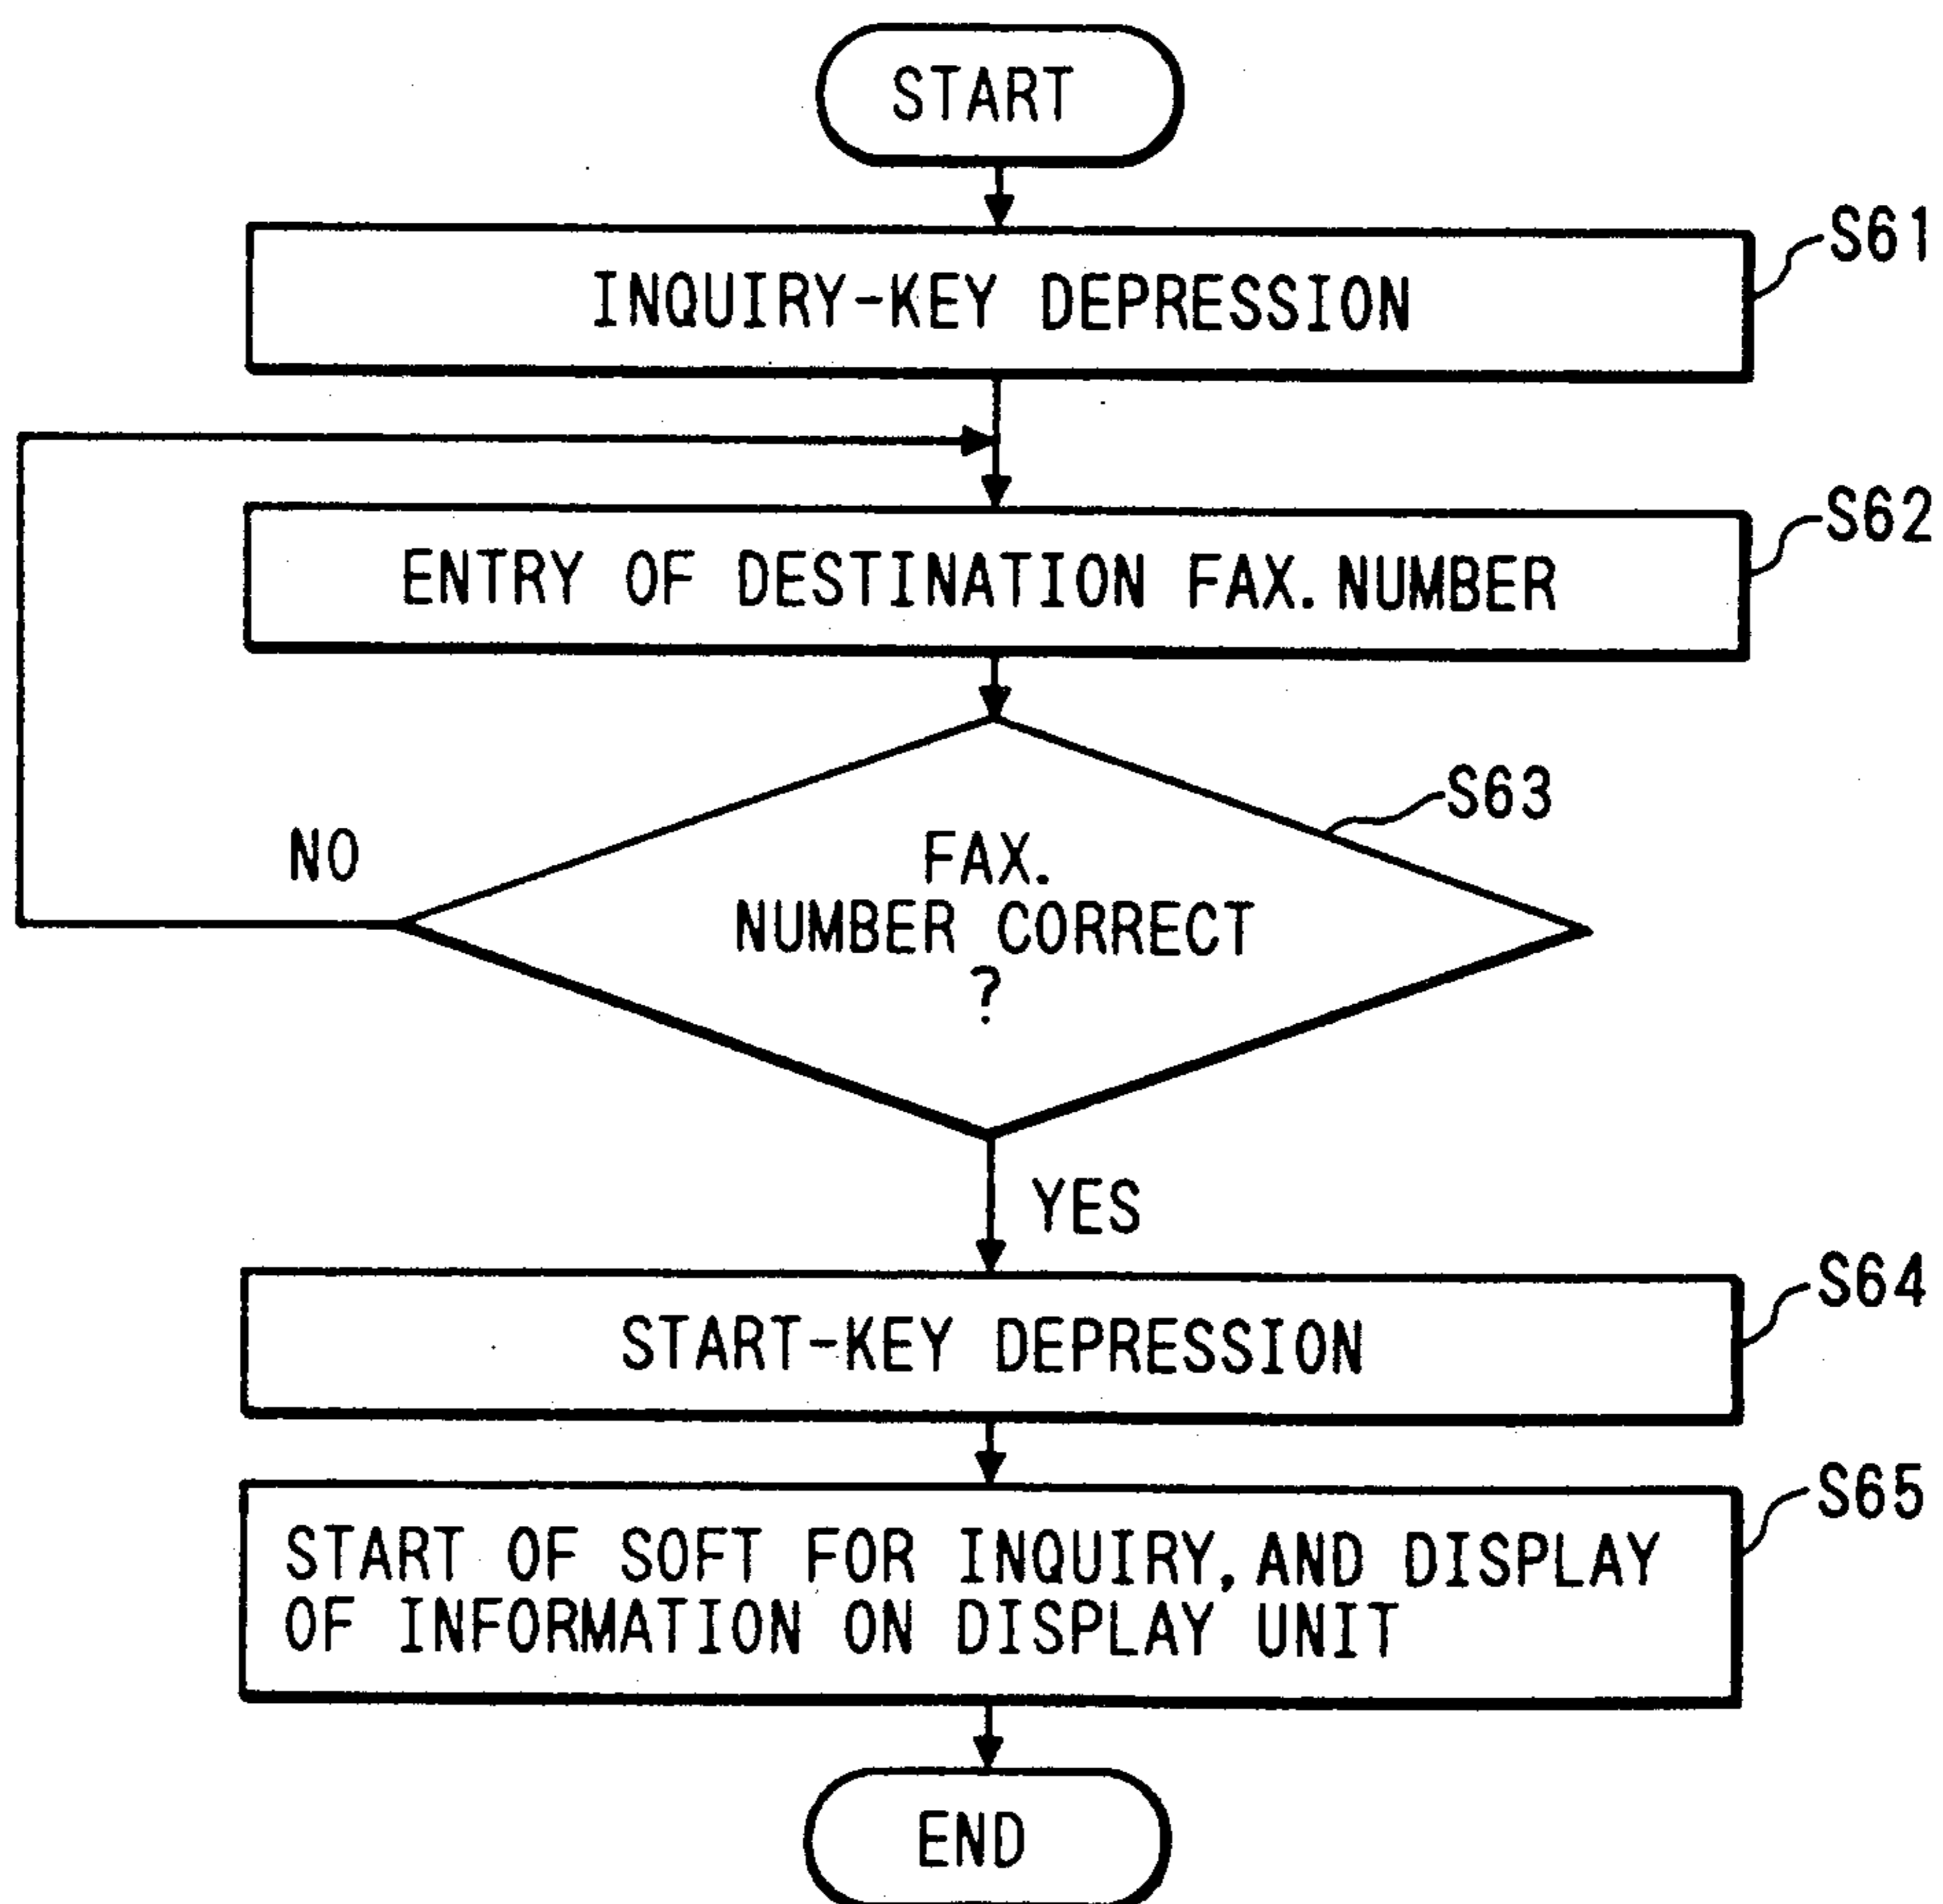 START
S61
INQUIRY-KEY DEPRESSION
S62
ENTRY OF DESTINATION FAX. NUMBER
S63
NO
FAX.
NUMBER CORRECT
?
YES
S64
START-KEY DEPRESSION
S65
START OF SOFT FOR INQUIRY, AND DISPLAY
OF INFORMATION ON DISPLAY UNIT
END